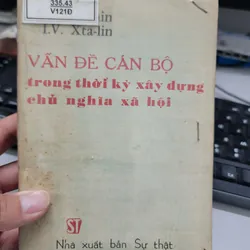 335.43
V121Đ
I.V. Xta-lin
VẤN ĐỀ CÁN BỘ
trong thời kỳ xây dựng
chủ nghĩa xã hội
ST
Nhà xuất bản Sự thật